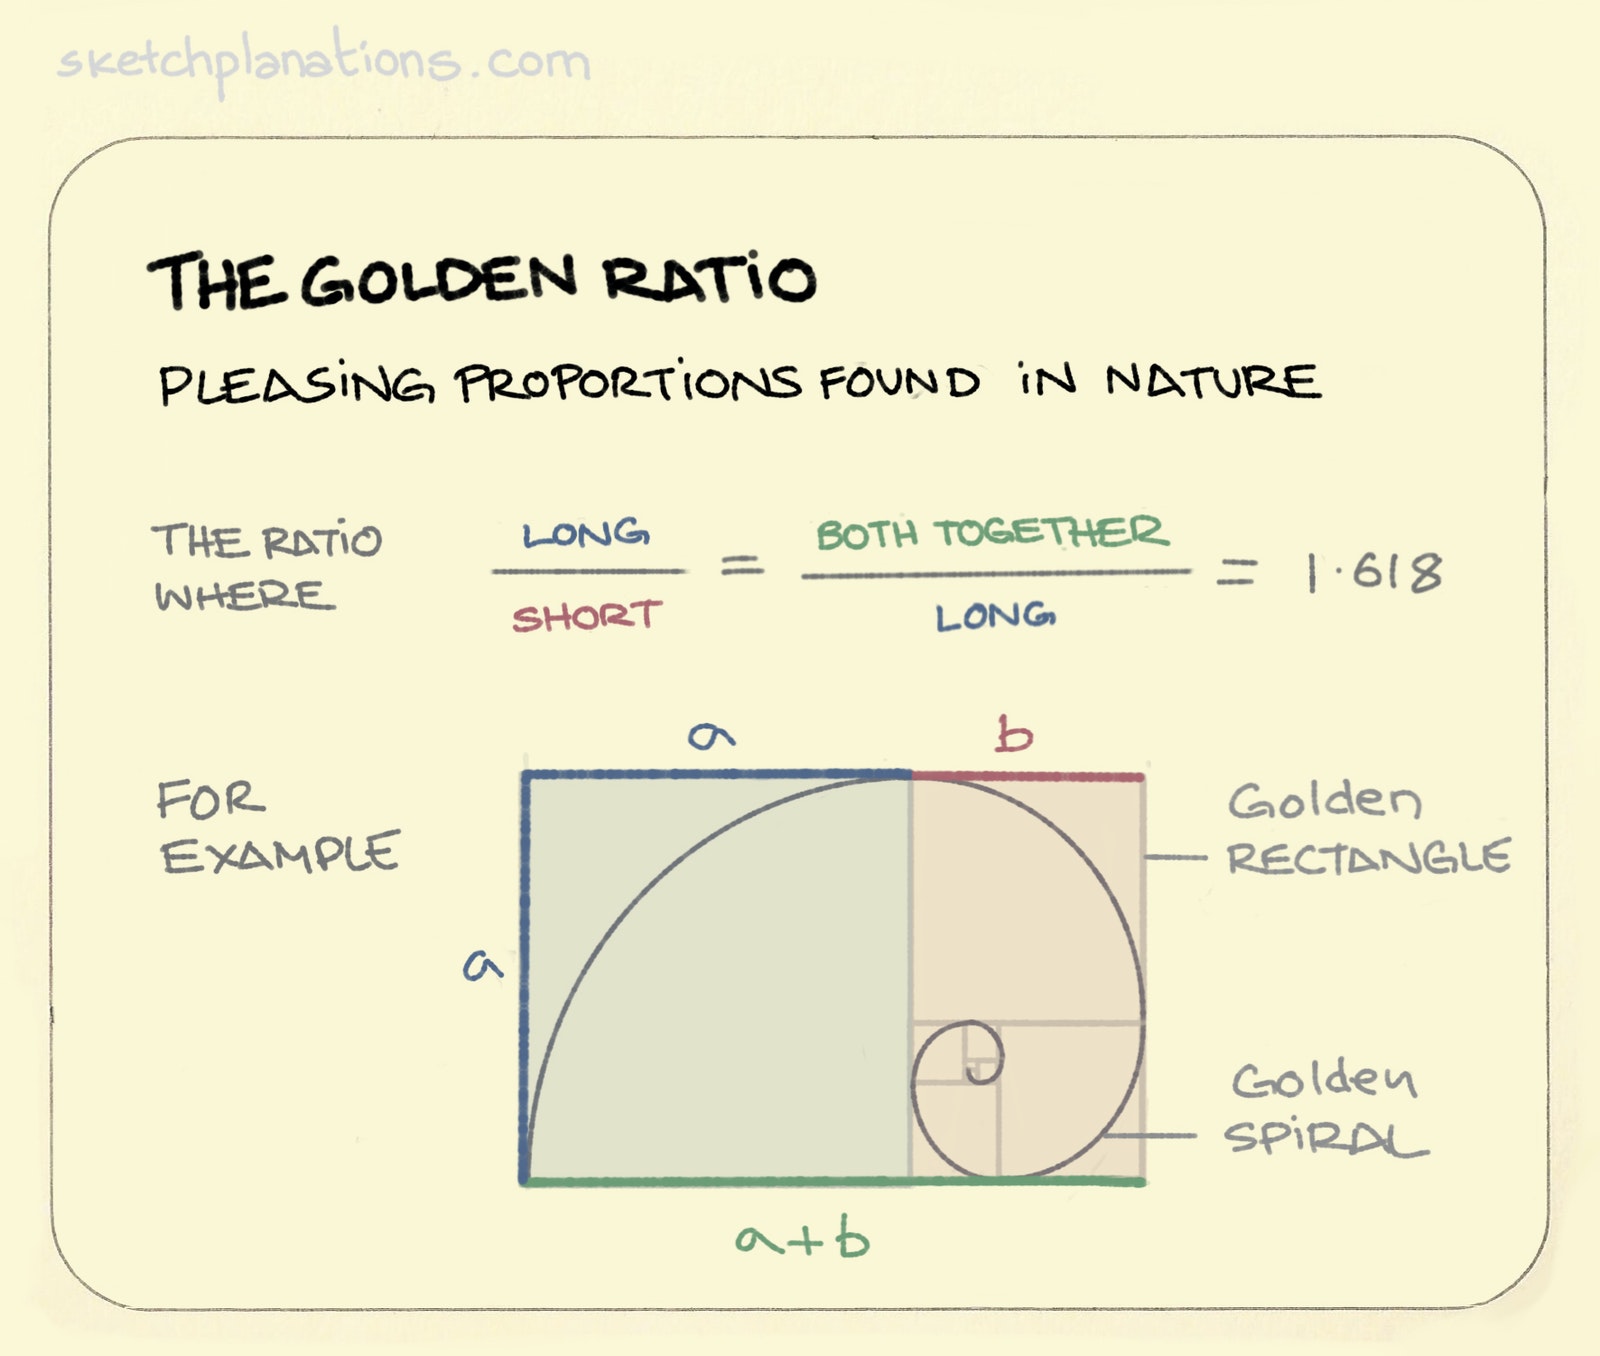 sketchplanations.com
THE GOLDEN RATIO
PLEASING PROPORTIONS FOUND IN NATURE
THE RATIO
WHERE
LONG
SHORT
=
BOTH TOGETHER
LONG
= 1.618
FOR
EXAMPLE
a
b
a
Golden
RECTANGLE
Golden
SPIRAL
a+b